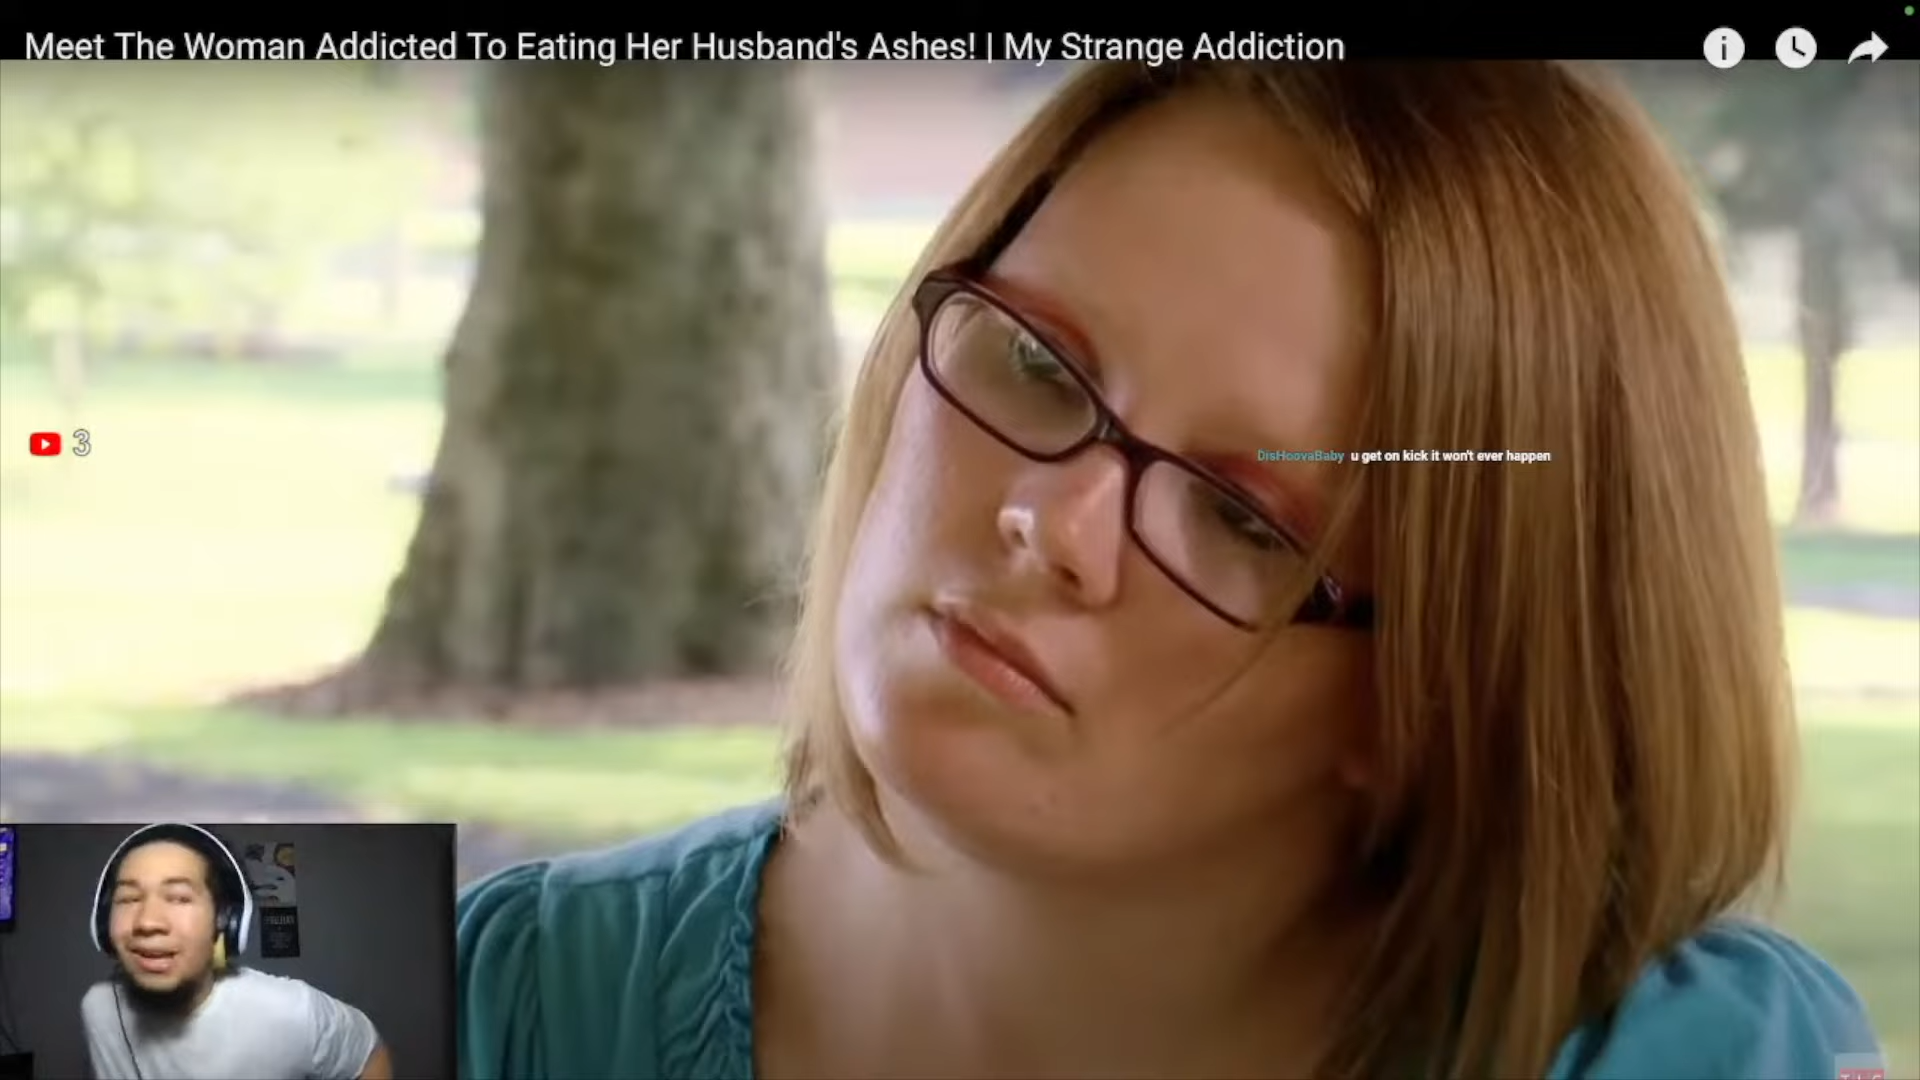 Meet The Woman Addicted To Eating Her Husband's Ashes! | My Strange Addiction
3
DisHoovaBaby u get on kick it won't ever happen
TLC